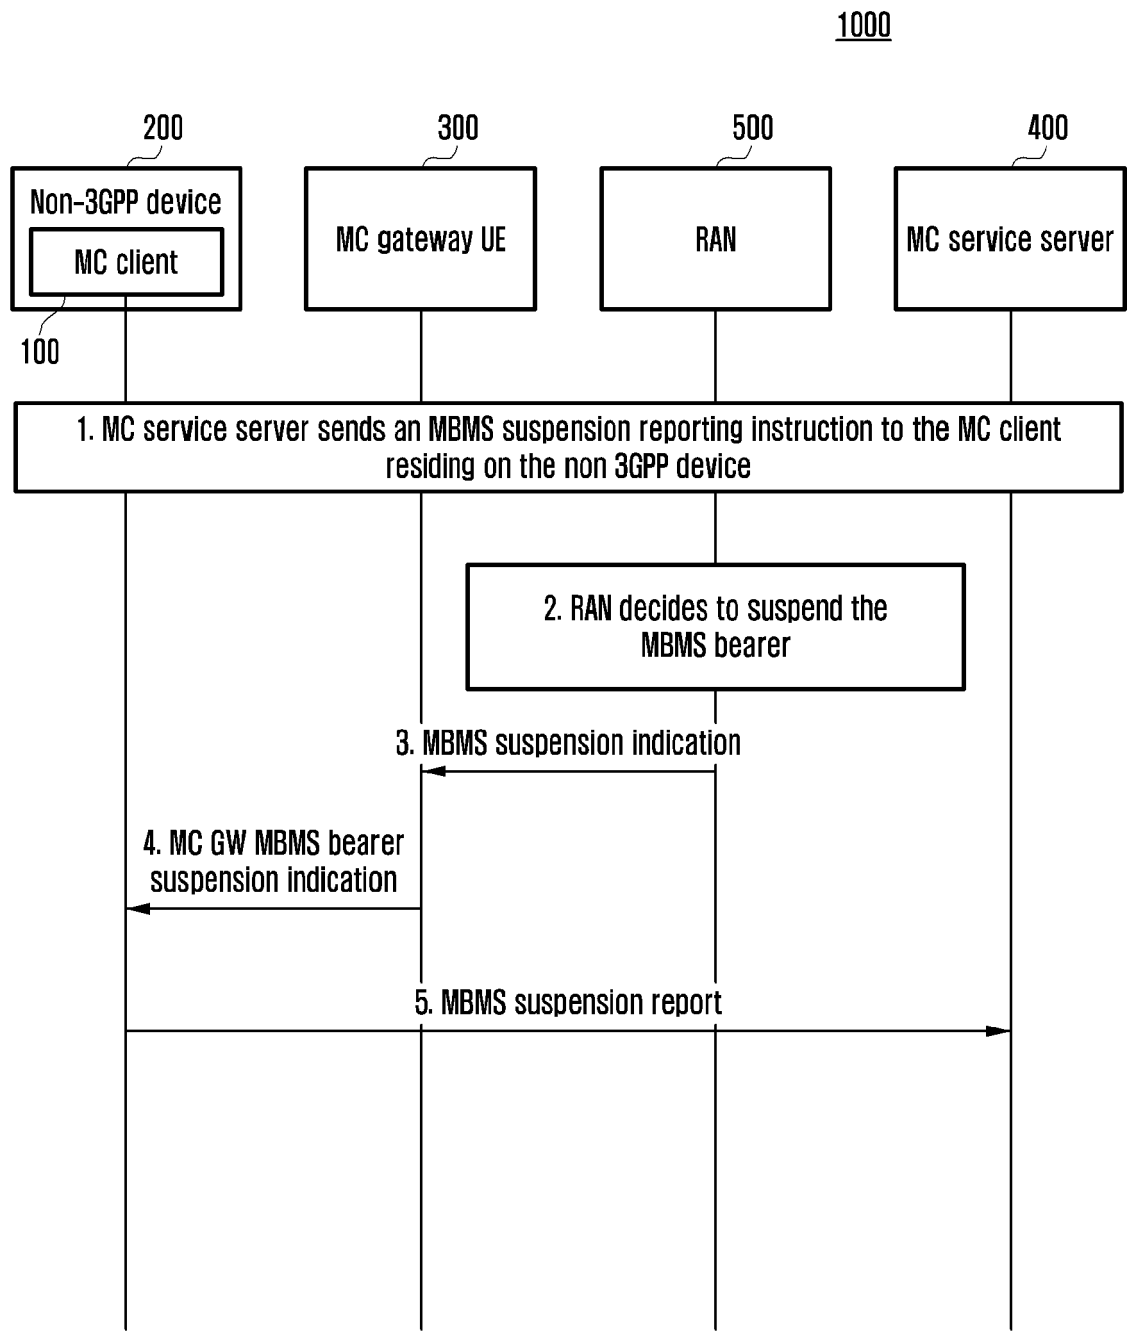 1000
200
300
500
400
Non-3GPP device
MC client
MC gateway UE
RAN
MC service server
100
1. MC service server sends an MBMS suspension reporting instruction to the MC client
residing on the non 3GPP device
2. RAN decides to suspend the
MBMS bearer
3. MBMS suspension indication
4. MC GW MBMS bearer
suspension indication
5. MBMS suspension report